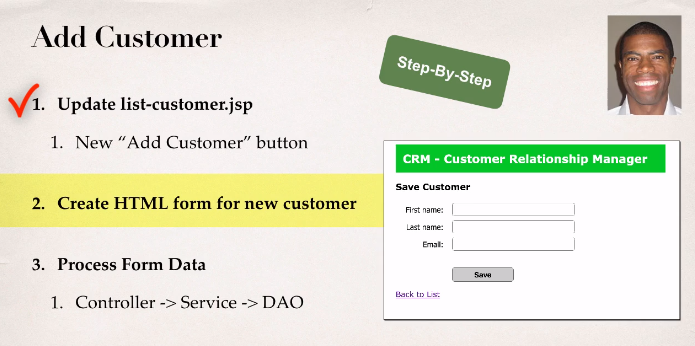 Add Customer
Step-By-Step
1. Update list-customer.jsp
1. New “Add Customer” button
2. Create HTML form for new customer
3. Process Form Data
1. Controller -> Service -> DAO
CRM - Customer Relationship Manager
Save Customer
First name:
Last name:
Email:
Save
Back to List